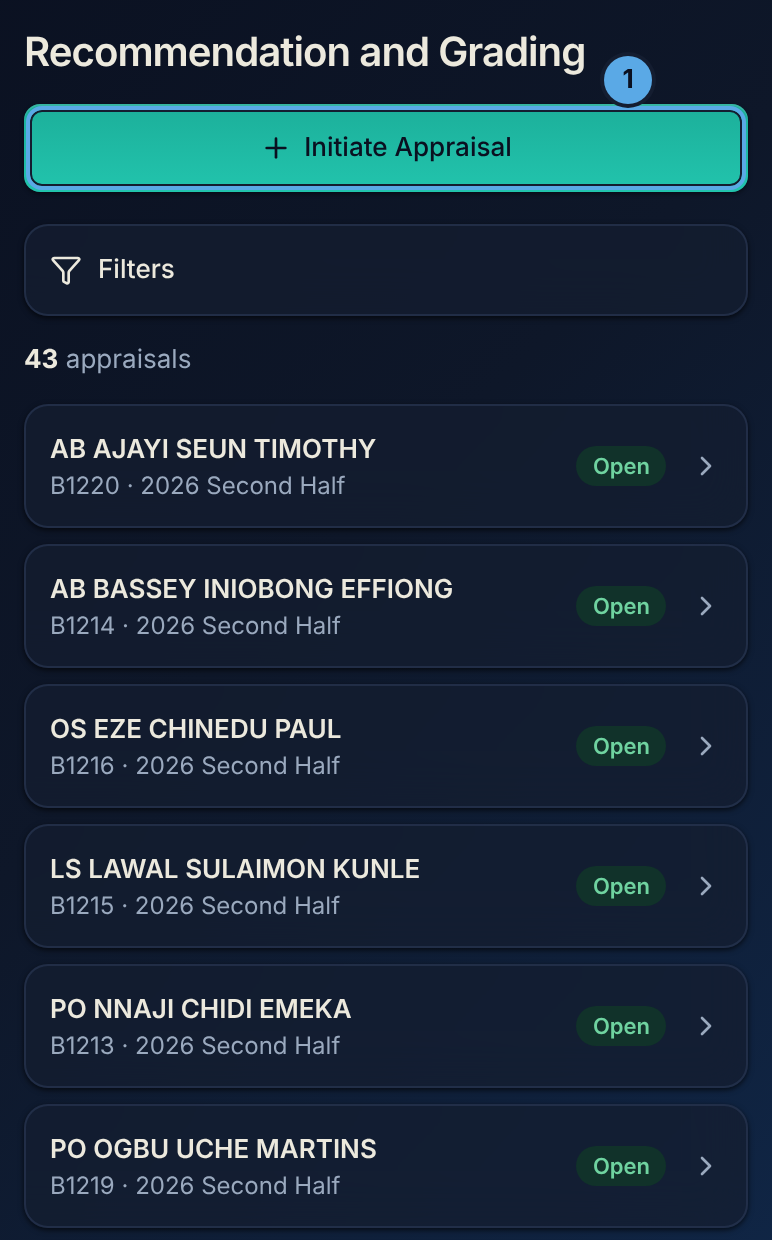 Recommendation and Grading
1
Initiate Appraisal
Filters
43 appraisals
AB AJAYI SEUN TIMOTHY
B1220 · 2026 Second Half
Open
AB BASSEY INIOBONG EFFIONG
B1214 · 2026 Second Half
Open
OS EZE CHINEDU PAUL
B1216 · 2026 Second Half
Open
LS LAWAL SULAIMON KUNLE
B1215 · 2026 Second Half
Open
PO NNAJI CHIDI EMEKA
B1213 · 2026 Second Half
Open
PO OGBU UCHE MARTINS
B1219 · 2026 Second Half
Open